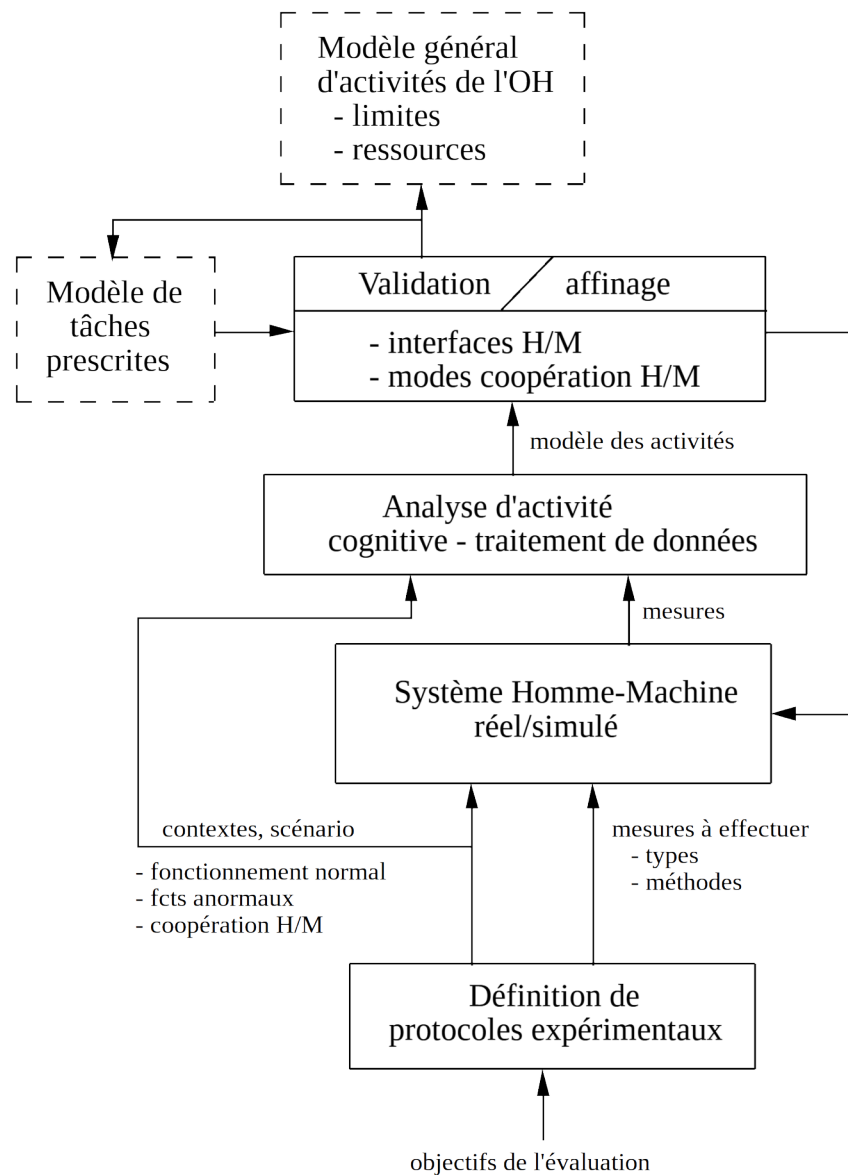 Modèle général
d'activités de l'OH
- limites
- ressources
Modèle de
tâches
prescrites
Validation / affinage
- interfaces H/M
- modes coopération H/M
modèle des activités
Analyse d'activité
cognitive - traitement de données
mesures
Système Homme-Machine
réel/simulé
contextes, scénario
- fonctionnement normal
- fcts anormaux
- coopération H/M
mesures à effectuer
- types
- méthodes
Définition de
protocoles expérimentaux
objectifs de l'évaluation